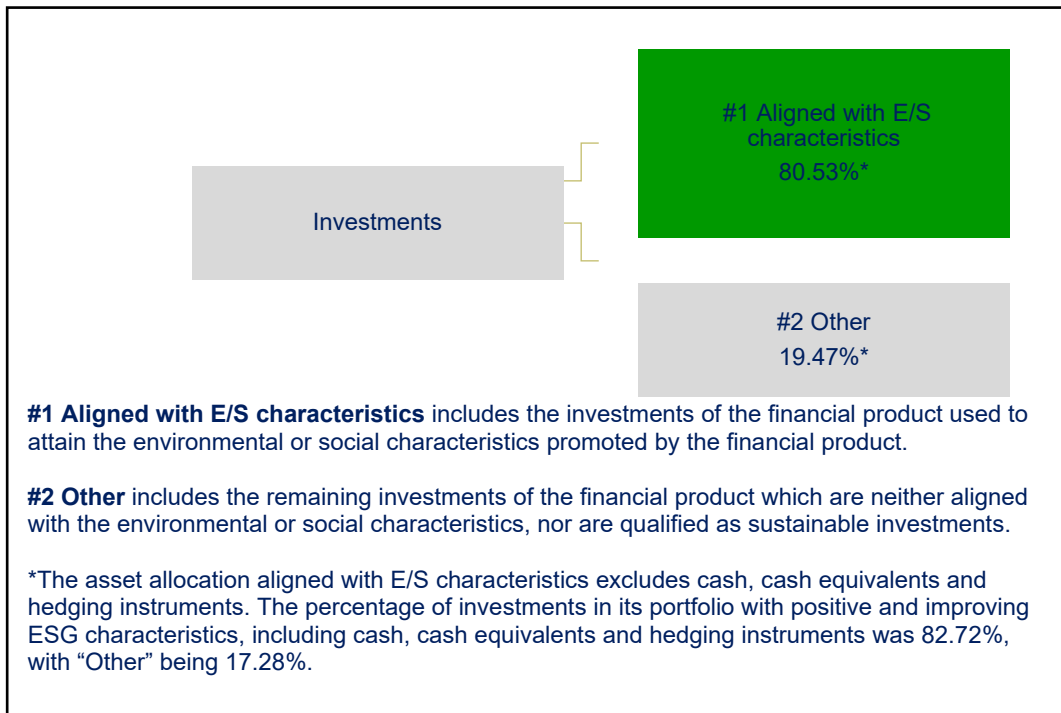 #1 Aligned with E/S
characteristics
80.53%*
Investments
#2 Other
19.47%*
#1 Aligned with E/S characteristics includes the investments of the financial product used to
attain the environmental or social characteristics promoted by the financial product.
#2 Other includes the remaining investments of the financial product which are neither aligned
with the environmental or social characteristics, nor are qualified as sustainable investments.
*The asset allocation aligned with E/S characteristics excludes cash, cash equivalents and
hedging instruments. The percentage of investments in its portfolio with positive and improving
ESG characteristics, including cash, cash equivalents and hedging instruments was 82.72%,
with “Other” being 17.28%.